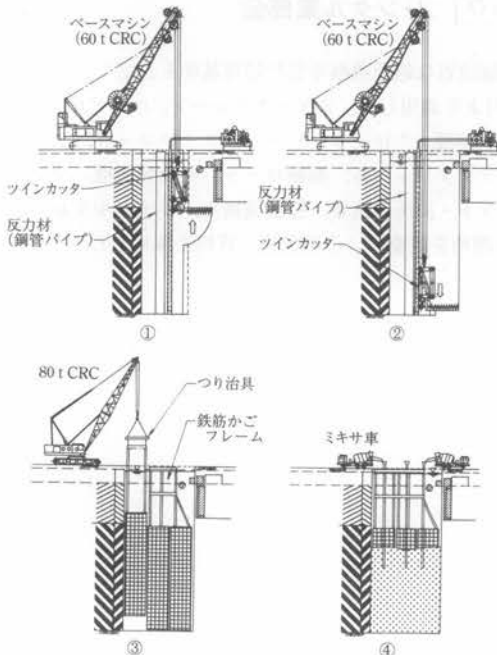 ベースマシン
(60 t CRC)
ツインカッタ
反力材
(鋼管パイプ)
①
ベースマシン
(60 t CRC)
反力材
(鋼管パイプ)
ツインカッター
②
80 t CRC
つり治具
鉄筋かご
フレーム
③
ミキサ車
④